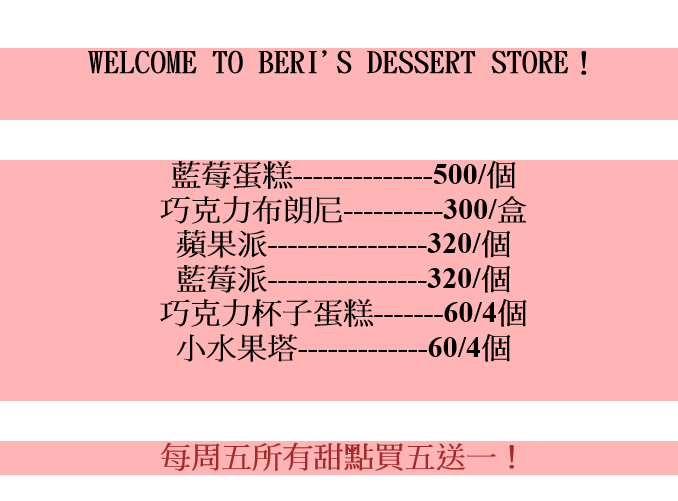 WELCOME TO BERI'S DESSERT STORE！
藍莓蛋糕--------------500/個
巧克力布朗尼----------300/盒
蘋果派----------------320/個
藍莓派----------------320/個
巧克力杯子蛋糕-------60/4個
小水果塔-------------60/4個
每周五所有甜點買五送一！